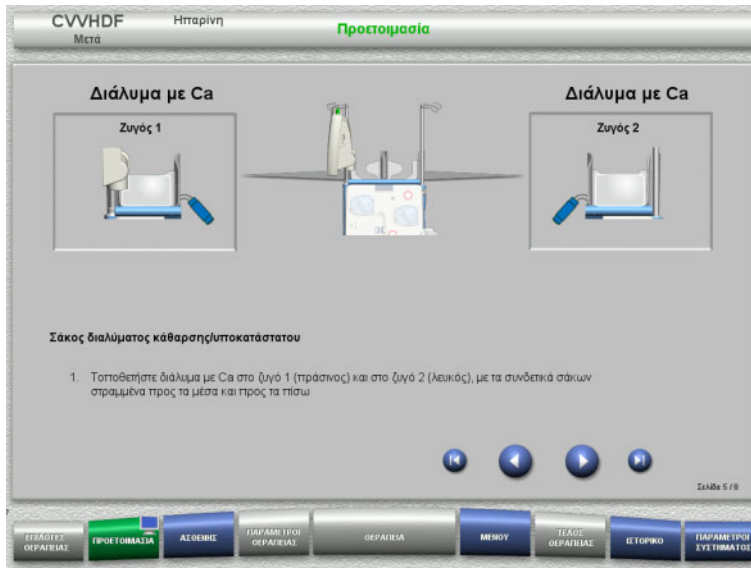 CVVHDF Ηπαρίνη Προετοιμασία
Μετά
Διάλυμα με Ca Διάλυμα με Ca
Ζυγός 1 Ζυγός 2
Σάκος διαλύματος κάθαρσης/υποκατάστατου
1. Τοποθετήστε διάλυμα με Ca στο ζυγό 1 (πράσινος) και στο ζυγό 2 (λευκός), με τα συνδετικά σάκων
στραμμένα προς τα μέσα και προς τα πίσω
Σελίδα 5 / 8
ΕΠΙΛΟΓΕΣ ΘΕΡΑΠΕΙΑΣ
ΠΡΟΕΤΟΙΜΑΣΙΑ
ΑΣΘΕΝΗΣ
ΠΑΡΑΜΕΤΡΟΙ ΘΕΡΑΠΕΙΑΣ
ΘΕΡΑΠΕΙΑ
ΜΕΝΟΥ
ΤΕΛΟΣ ΘΕΡΑΠΕΙΑΣ
ΙΣΤΟΡΙΚΟ
ΠΑΡΑΜΕΤΡΟΙ ΣΥΣΤΗΜΑΤΟΣ